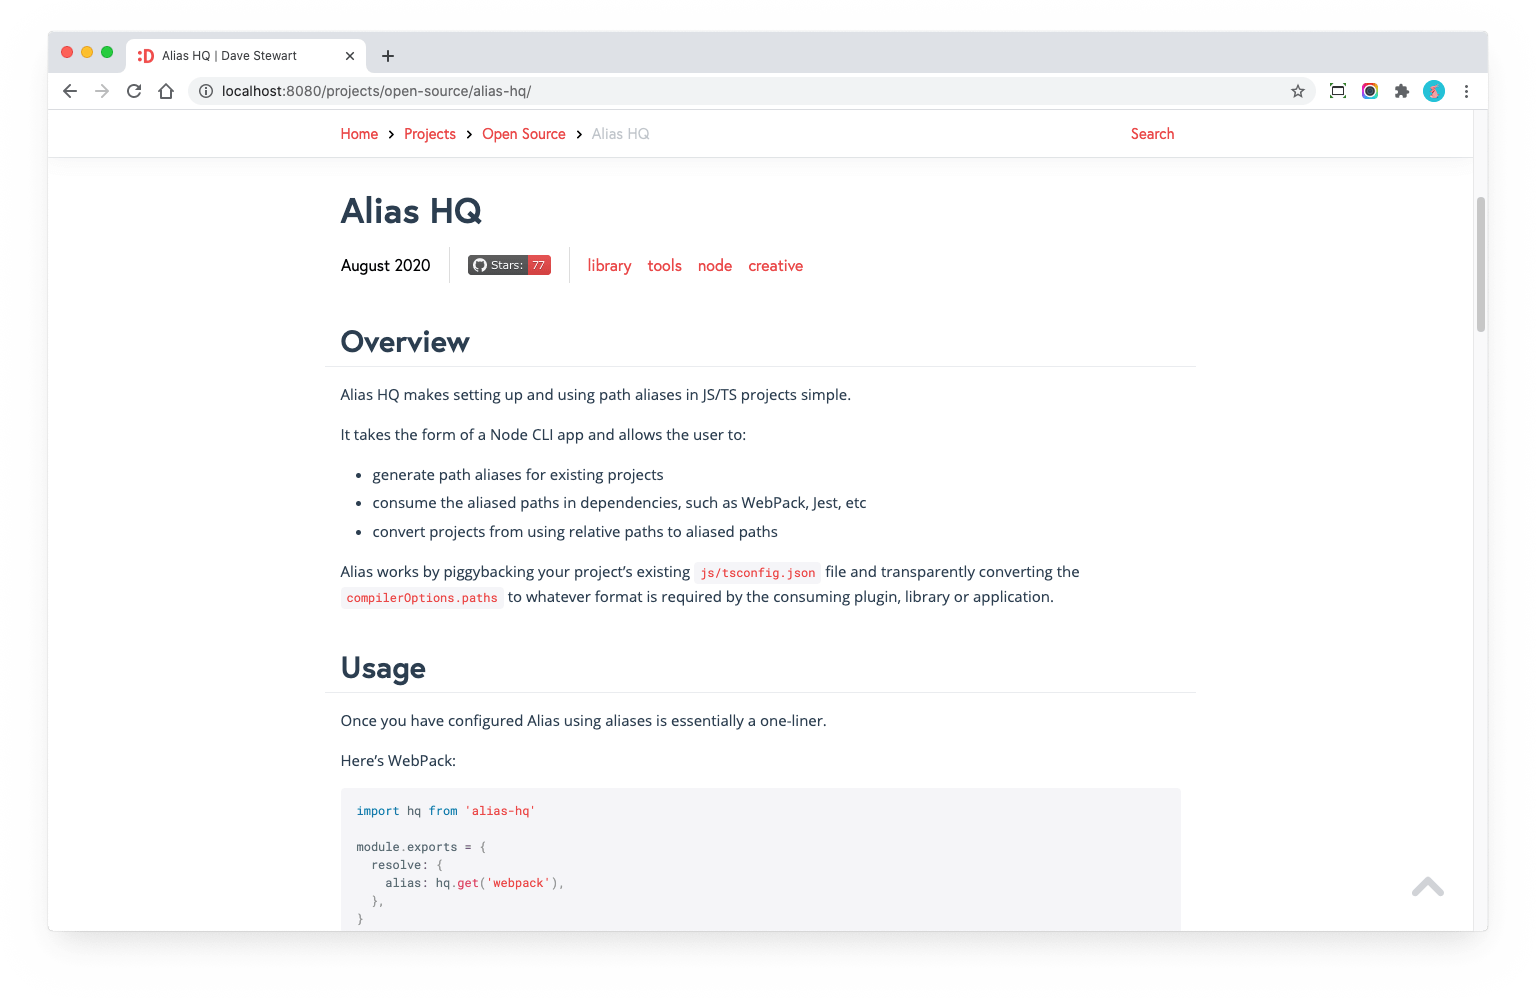 :D Alias HQ | Dave Stewart
localhost:8080/projects/open-source/alias-hq/
Home > Projects > Open Source > Alias HQ Search
Alias HQ
August 2020 Stars: 77 library tools node creative
Overview
Alias HQ makes setting up and using path aliases in JS/TS projects simple.
It takes the form of a Node CLI app and allows the user to:
• generate path aliases for existing projects
• consume the aliased paths in dependencies, such as WebPack, Jest, etc
• convert projects from using relative paths to aliased paths
Alias works by piggybacking your project’s existing js/tsconfig.json file and transparently converting the
compilerOptions.paths to whatever format is required by the consuming plugin, library or application.
Usage
Once you have configured Alias using aliases is essentially a one-liner.
Here’s WebPack:
import hq from 'alias-hq'
module.exports = {
resolve: {
alias: hq.get('webpack'),
},
}